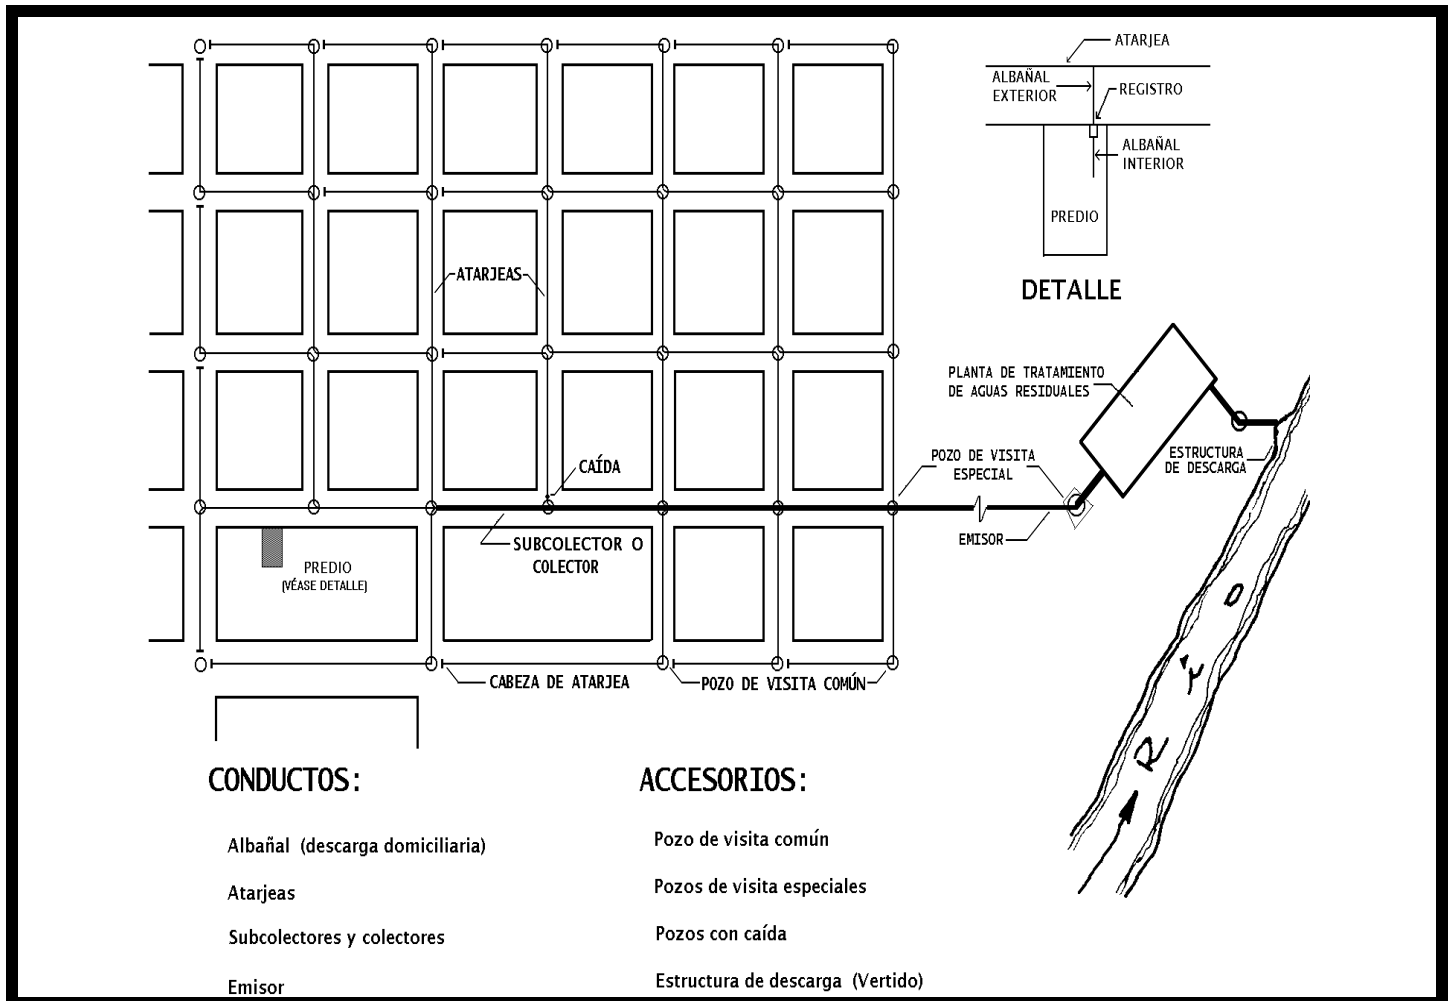 ATARJEA
ALBAÑAL
EXTERIOR
REGISTRO
ALBAÑAL
INTERIOR
PREDIO
DETALLE
ATARJEAS
PLANTA DE TRATAMIENTO
DE AGUAS RESIDUALES
ESTRUCTURA
DE DESCARGA
POZO DE VISITA
ESPECIAL
CAÍDA
EMISOR
SUBCOLECTOR O
COLECTOR
PREDIO
(VÉASE DETALLE)
RÍO
CABEZA DE ATARJEA
POZO DE VISITA COMÚN
CONDUCTOS:
Albañal (descarga domiciliaria)
Atarjeas
Subcolectores y colectores
Emisor
ACCESORIOS:
Pozo de visita común
Pozos de visita especiales
Pozos con caída
Estructura de descarga (Vertido)